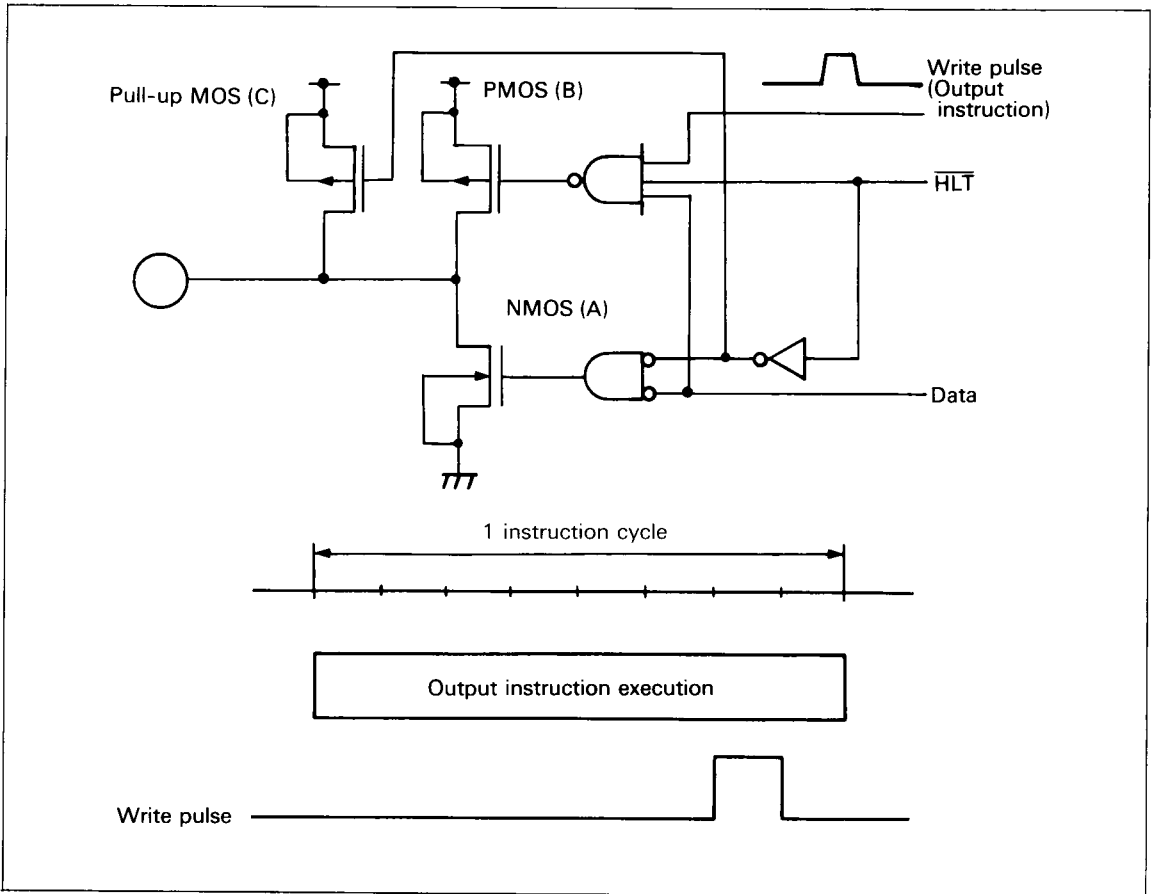 Pull-up MOS (C)
PMOS (B)
Write pulse
(Output
instruction)
HLT
NMOS (A)
Data
1 instruction cycle
Output instruction execution
Write pulse